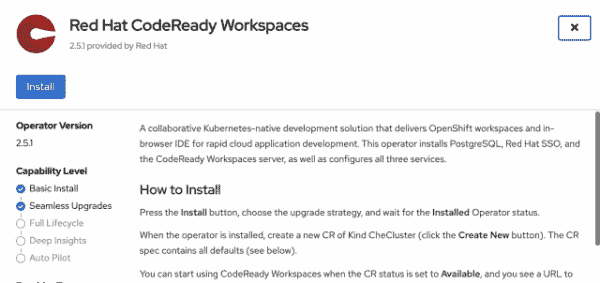 Red Hat CodeReady Workspaces
2.5.1 provided by Red Hat
Install
Operator Version
2.5.1
Capability Level
Basic Install
Seamless Upgrades
Full Lifecycle
Deep Insights
Auto Pilot
A collaborative Kubernetes-native development solution that delivers OpenShift workspaces and in-
browser IDE for rapid cloud application development. This operator installs PostgreSQL, Red Hat SSO, and
the CodeReady Workspaces server, as well as configures all three services.
How to Install
Press the Install button, choose the upgrade strategy, and wait for the Installed Operator status.
When the operator is installed, create a new CR of Kind CheCluster (click the Create New button). The CR
spec contains all defaults (see below).
You can start using CodeReady Workspaces when the CR status is set to Available, and you see a URL to